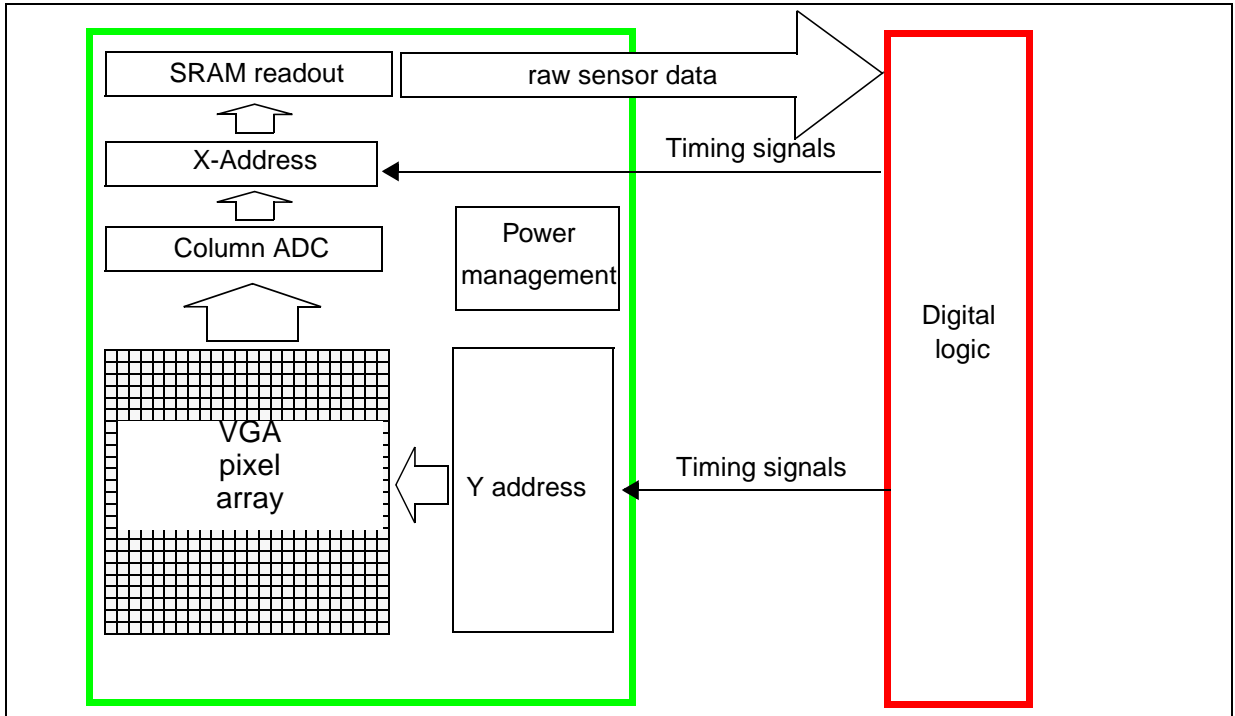 SRAM readout
raw sensor data
Timing signals
X-Address
Column ADC
Power
management
Digital
logic
VGA
pixel
array
Y address
Timing signals